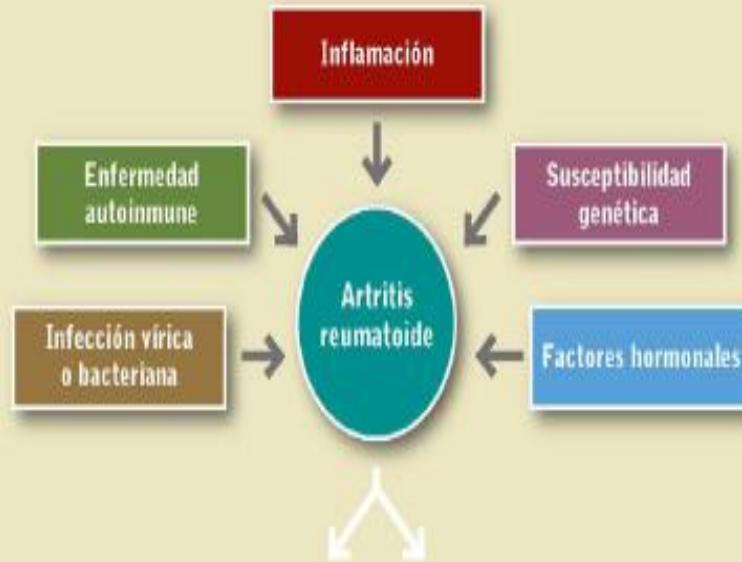 Inflamación
Enfermedad
autoinmune
Susceptibilidad
genética
Artritis
reumatoide
Infección vírica
o bacteriana
Factores hormonales